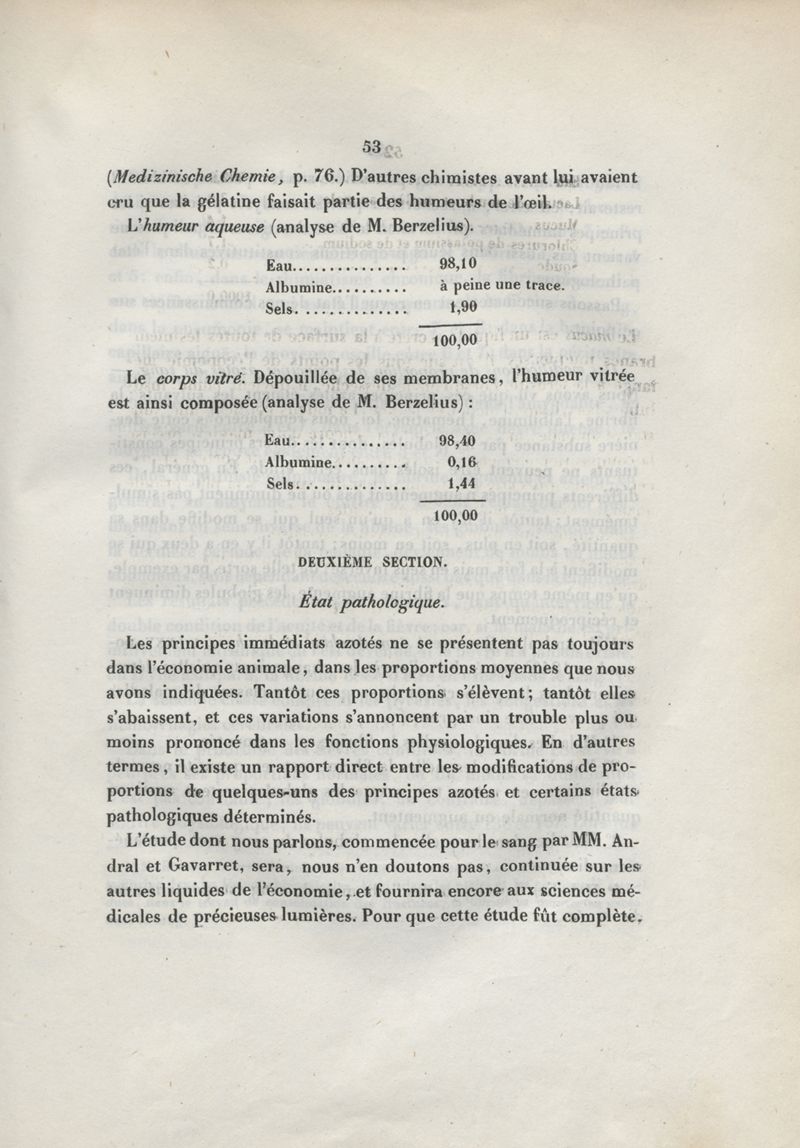 53
(Medizinische Chemie, p. 76.) D'autres chimistes avant lui avaient
cru que la gélatine faisait partie des humeurs de l'œil.
L'humeur aqueuse (analyse de M. Berzelius).
Eau............... 98,10
Albumine.......... à peine une trace.
Sels.............. 1,90
100,00
Le corps vitré. Dépouillée de ses membranes, l'humeur vitrée
est ainsi composée (analyse de M. Berzelius) :
Eau............... 98,40
Albumine.......... 0,16
Sels.............. 1,44
100,00
DEUXIÈME SECTION.
État pathologique.
Les principes immédiats azotés ne se présentent pas toujours
dans l'économie animale, dans les proportions moyennes que nous
avons indiquées. Tantôt ces proportions s'élèvent; tantôt elles
s'abaissent, et ces variations s'annoncent par un trouble plus ou
moins prononcé dans les fonctions physiologiques. En d'autres
termes, il existe un rapport direct entre les modifications de pro-
portions de quelques-uns des principes azotés et certains états
pathologiques déterminés.
L'étude dont nous parlons, commencée pour le sang par MM. An-
dral et Gavarret, sera, nous n'en doutons pas, continuée sur les
autres liquides de l'économie, et fournira encore aux sciences mé-
dicales de précieuses lumières. Pour que cette étude fût complète,